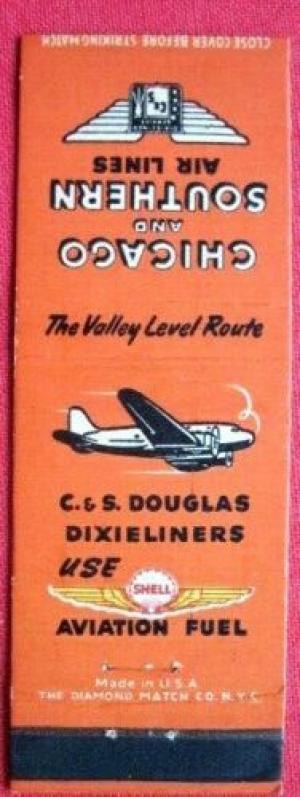 CLOSE COVER BEFORE STRIKING MATCH
C&S
CHICAGO
AND
SOUTHERN
AIR LINES
The Valley Level Route
C. & S. DOUGLAS
DIXIELINERS
USE
SHELL
AVIATION FUEL
Made in U.S.A.
THE DIAMOND MATCH CO. N.Y.C.